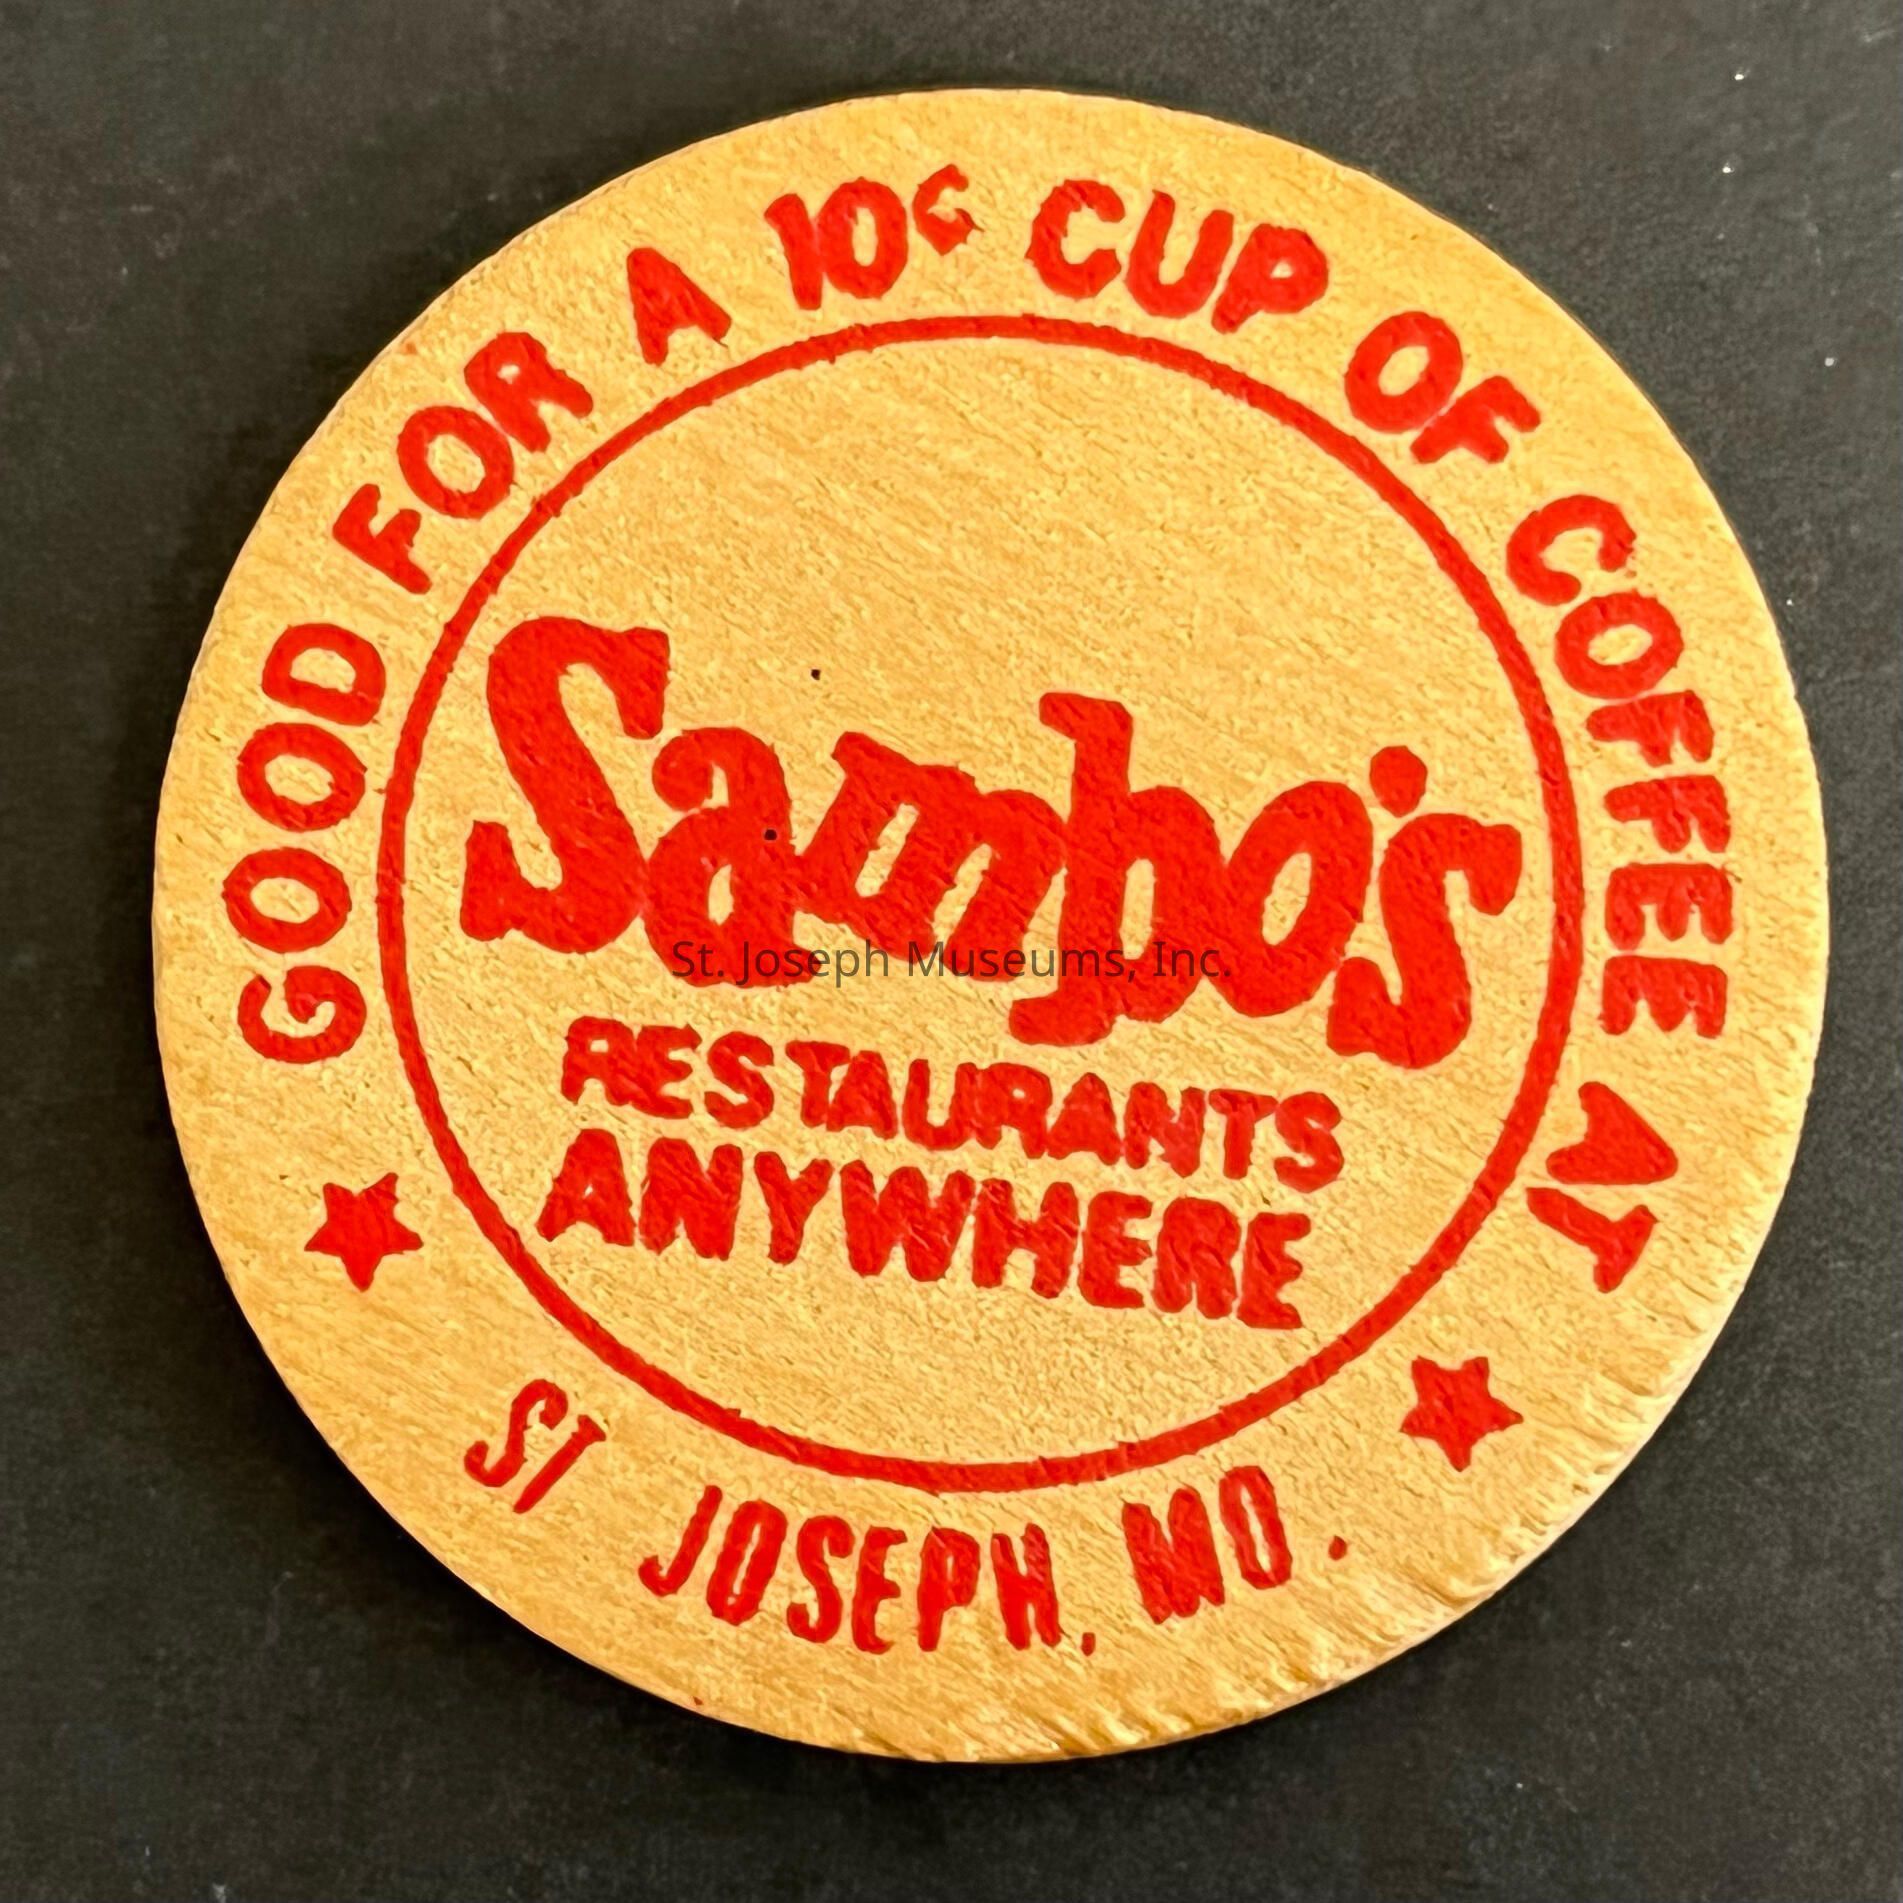 GOOD FOR A 10¢ CUP OF COFFEE AT
Sambo's
St. Joseph Museums, Inc.
RESTAURANTS
ANYWHERE
ST JOSEPH, MO.